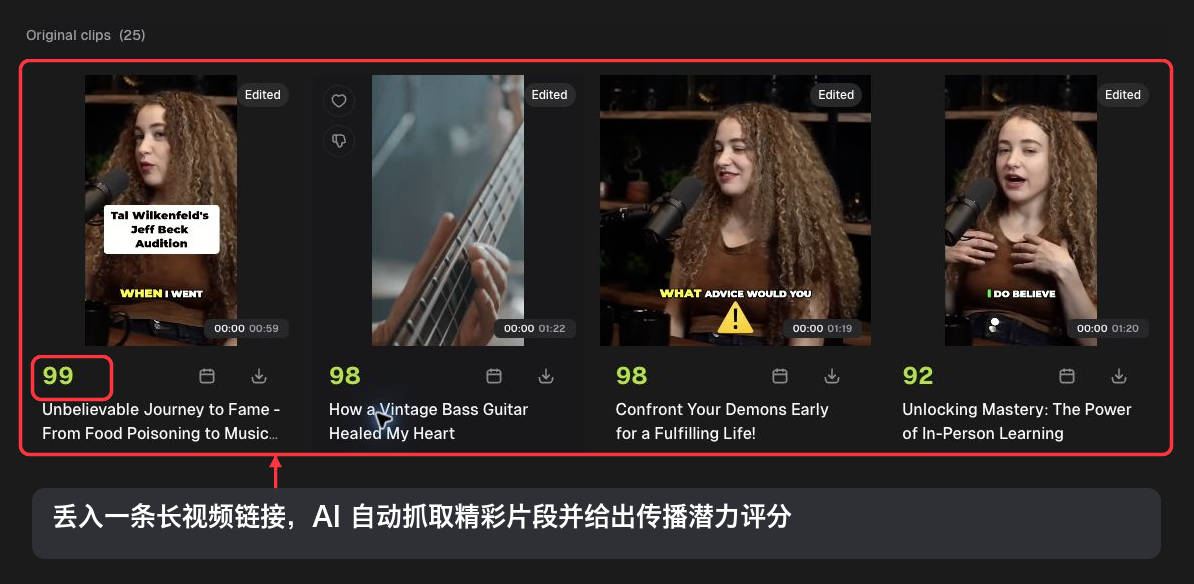 Original clips (25)
Edited
Tal Wilkenfeld's
Jeff Beck
Audition
WHEN I WENT
00:00 00:59
99
Unbelievable Journey to Fame -
From Food Poisoning to Music...
Edited
00:00 01:22
98
How a Vintage Bass Guitar
Healed My Heart
Edited
WHAT ADVICE WOULD YOU
00:00 01:19
98
Confront Your Demons Early
for a Fulfilling Life!
Edited
I DO BELIEVE
00:00 01:20
92
Unlocking Mastery: The Power
of In-Person Learning
丢入一条长视频链接，AI 自动抓取精彩片段并给出传播潜力评分